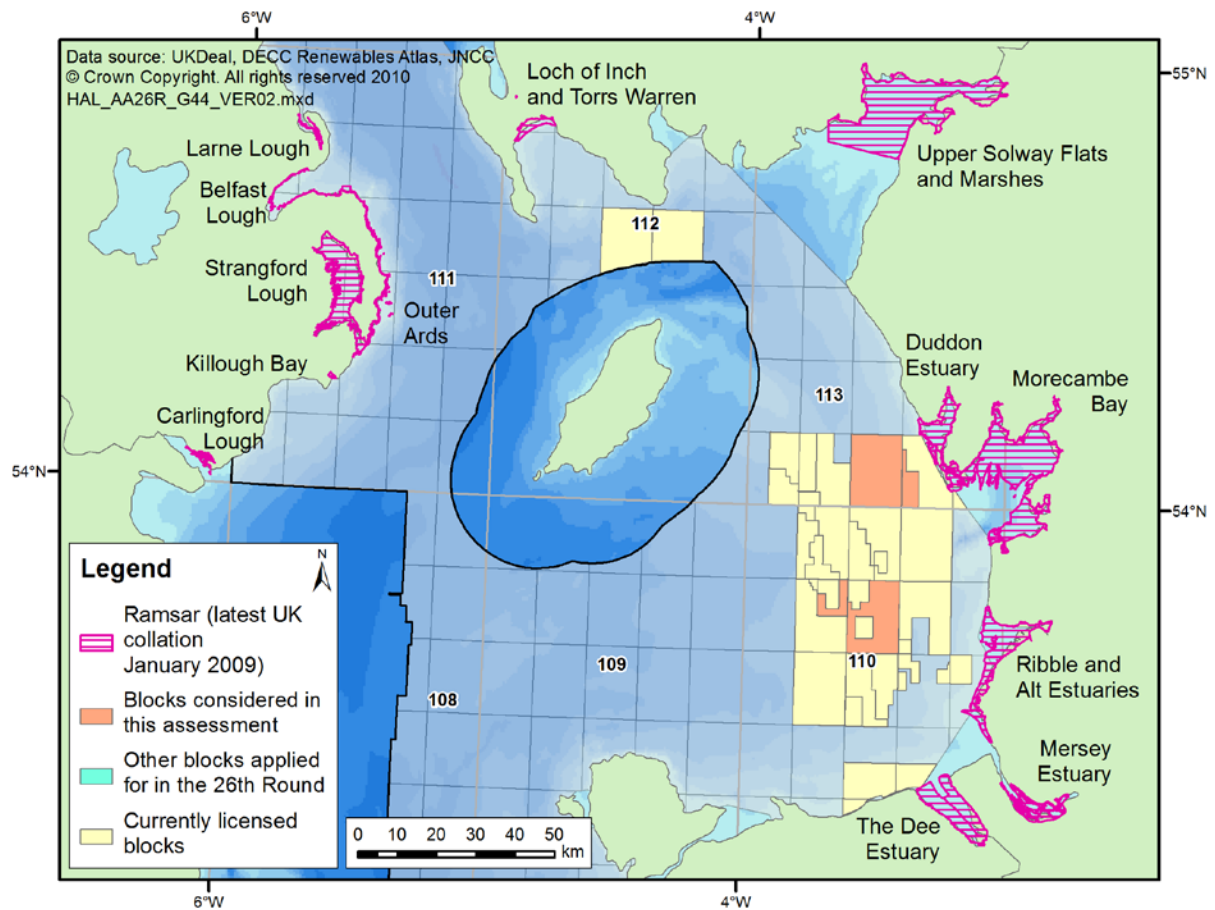 6°W
4°W
Data source: UKDeal, DECC Renewables Atlas, JNCC
© Crown Copyright. All rights reserved 2010
HAL_AA26R_G44_VER02.mxd
55°N
Loch of Inch
and Torrs Warren
Larne Lough
Upper Solway Flats
and Marshes
Belfast
Lough
112
Strangford
Lough
111
Outer
Ards
Duddon
Estuary
Killough Bay
Morecambe
Bay
113
Carlingford
Lough
54°N
54°N
Legend
N
Ramsar (latest UK
collation
January 2009)
Blocks considered in
this assessment
Other blocks applied
for in the 26th Round
Currently licensed
blocks
109
110
108
Ribble and
Alt Estuaries
Mersey
Estuary
The Dee
Estuary
0 10 20 30 40 50
km
6°W
4°W